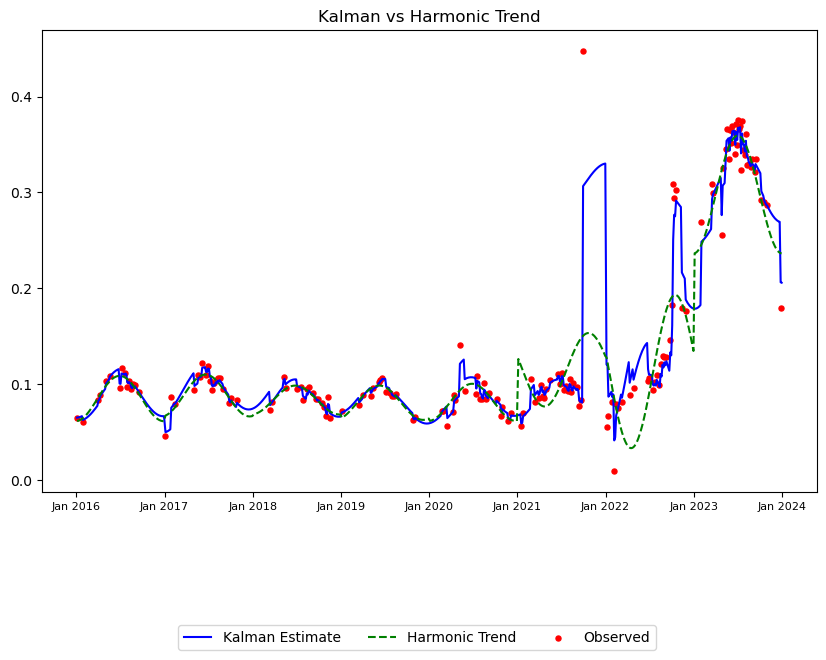 Kalman vs Harmonic Trend
0.4
0.3
0.2
0.1
0.0
Jan 2016 Jan 2017 Jan 2018 Jan 2019 Jan 2020 Jan 2021 Jan 2022 Jan 2023 Jan 2024
Kalman Estimate Harmonic Trend Observed